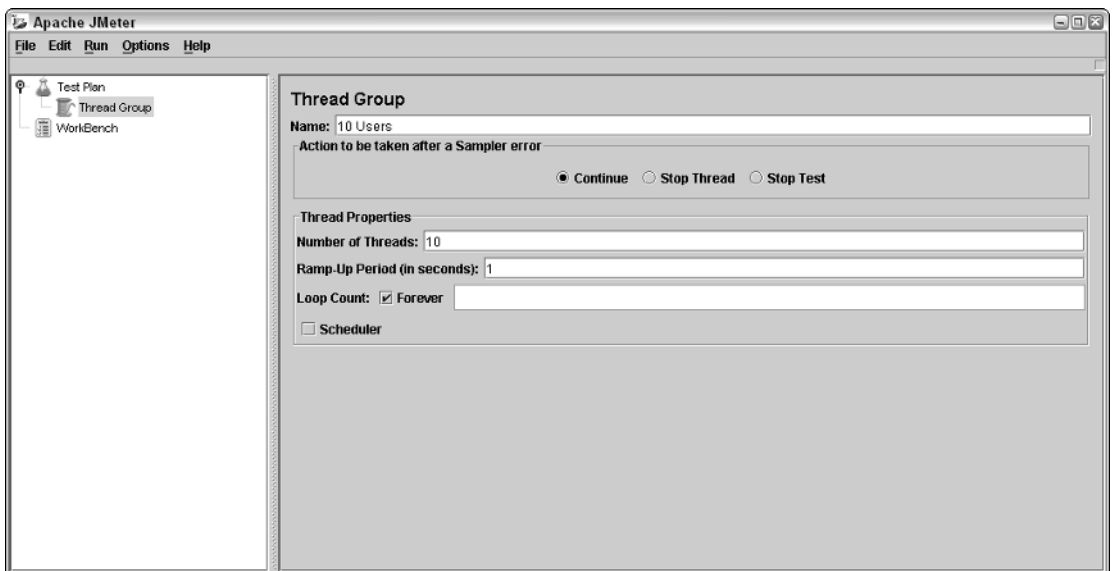 Apache JMeter
File Edit Run Options Help
Test Plan
Thread Group
WorkBench
Thread Group
Name: 10 Users
Action to be taken after a Sampler error
Continue Stop Thread Stop Test
Thread Properties
Number of Threads: 10
Ramp-Up Period (in seconds): 1
Loop Count: Forever
Scheduler